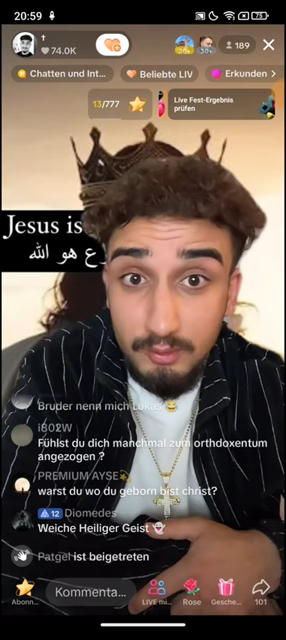 20:59
75
†
74.0K
30+
189
Chatten und Int...
Beliebte LIV
Erkunden
13/777
Live Fest-Ergebnis
prüfen
Jesus is
هو الله
Bruder nenn mich Lukas 😂
i802W
Fühlst du dich manchmal zum orthdoxentum
angezogen ?
PREMIUM AYSE💫
warst du wo du geborn bist christ?
12 Diomedes
Weiche Heiliger Geist 👻
Patgel ist beigetreten
Abonn...
Kommenta...
LIVE mi...
Rose
Gesche...
101